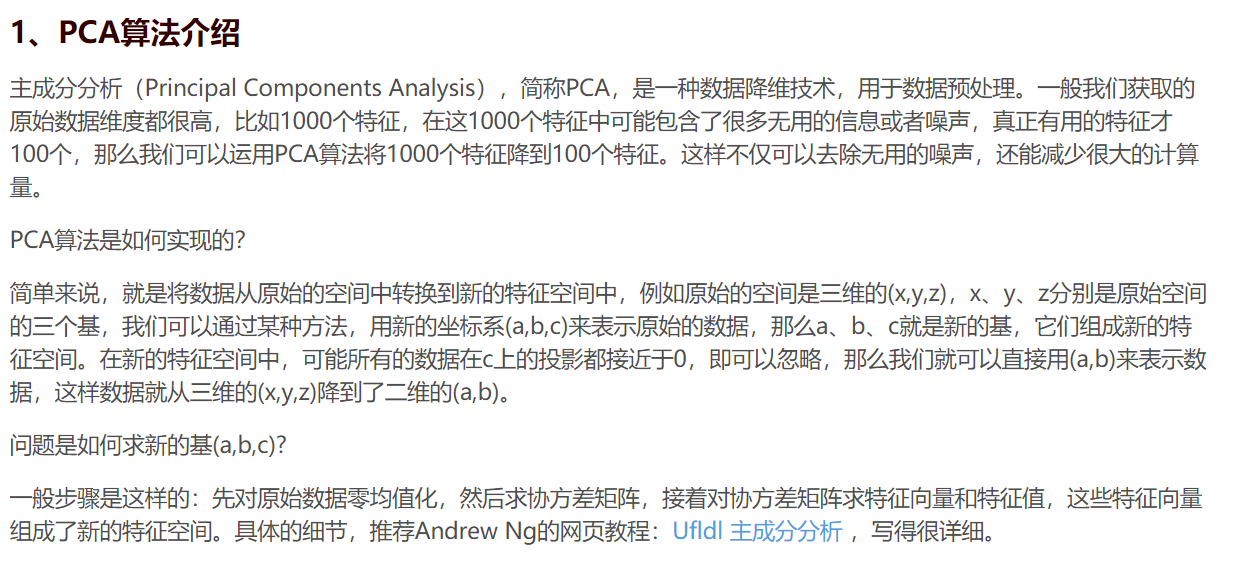 1、PCA算法介绍
主成分分析（Principal Components Analysis），简称PCA，是一种数据降维技术，用于数据预处理。一般我们获取的
原始数据维度都很高，比如1000个特征，在这1000个特征中可能包含了很多无用的信息或者噪声，真正有用的特征才
100个，那么我们可以运用PCA算法将1000个特征降到100个特征。这样不仅可以去除无用的噪声，还能减少很大的计算
量。
PCA算法是如何实现的？
简单来说，就是将数据从原始的空间中转换到新的特征空间中，例如原始的空间是三维的(x,y,z)，x、y、z分别是原始空间
的三个基，我们可以通过某种方法，用新的坐标系(a,b,c)来表示原始的数据，那么a、b、c就是新的基，它们组成新的特
征空间。在新的特征空间中，可能所有的数据在c上的投影都接近于0，即可以忽略，那么我们就可以直接用(a,b)来表示数
据，这样数据就从三维的(x,y,z)降到了二维的(a,b)。
问题是如何求新的基(a,b,c)?
一般步骤是这样的：先对原始数据零均值化，然后求协方差矩阵，接着对协方差矩阵求特征向量和特征值，这些特征向量
组成了新的特征空间。具体的细节，推荐Andrew Ng的网页教程：Ufldl 主成分分析 ，写得很详细。